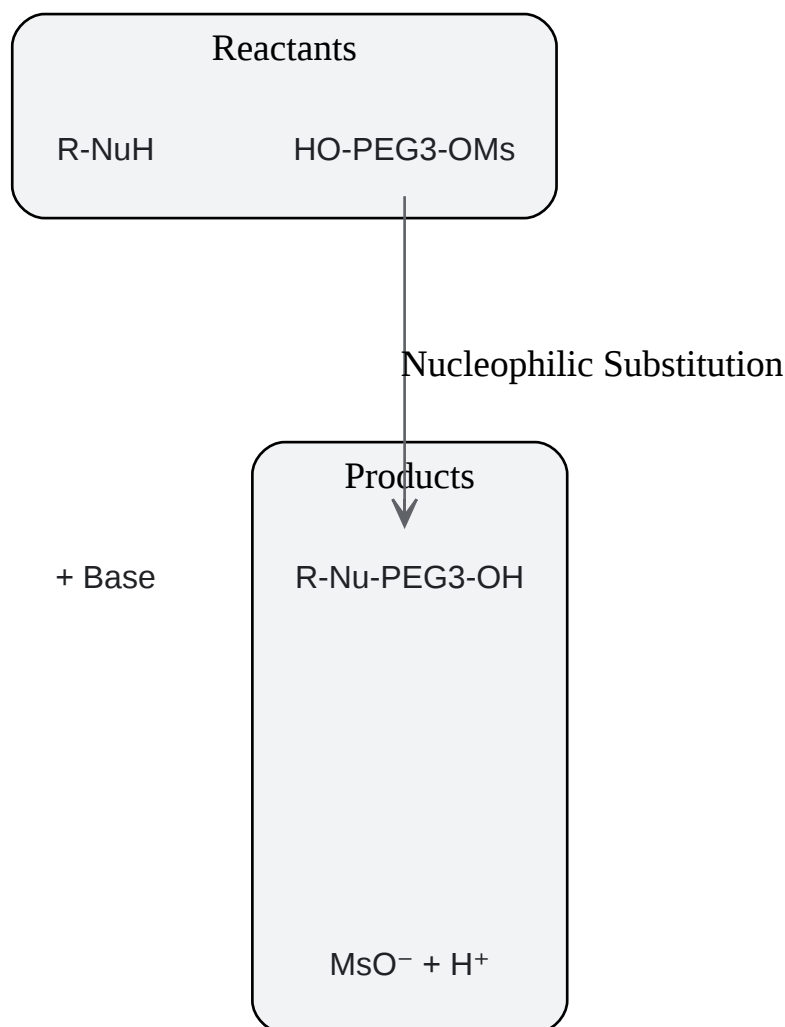 Reactants
R-NuH HO-PEG3-OMs
Nucleophilic Substitution
Products
+ Base R-Nu-PEG3-OH
MsO⁻ + H⁺